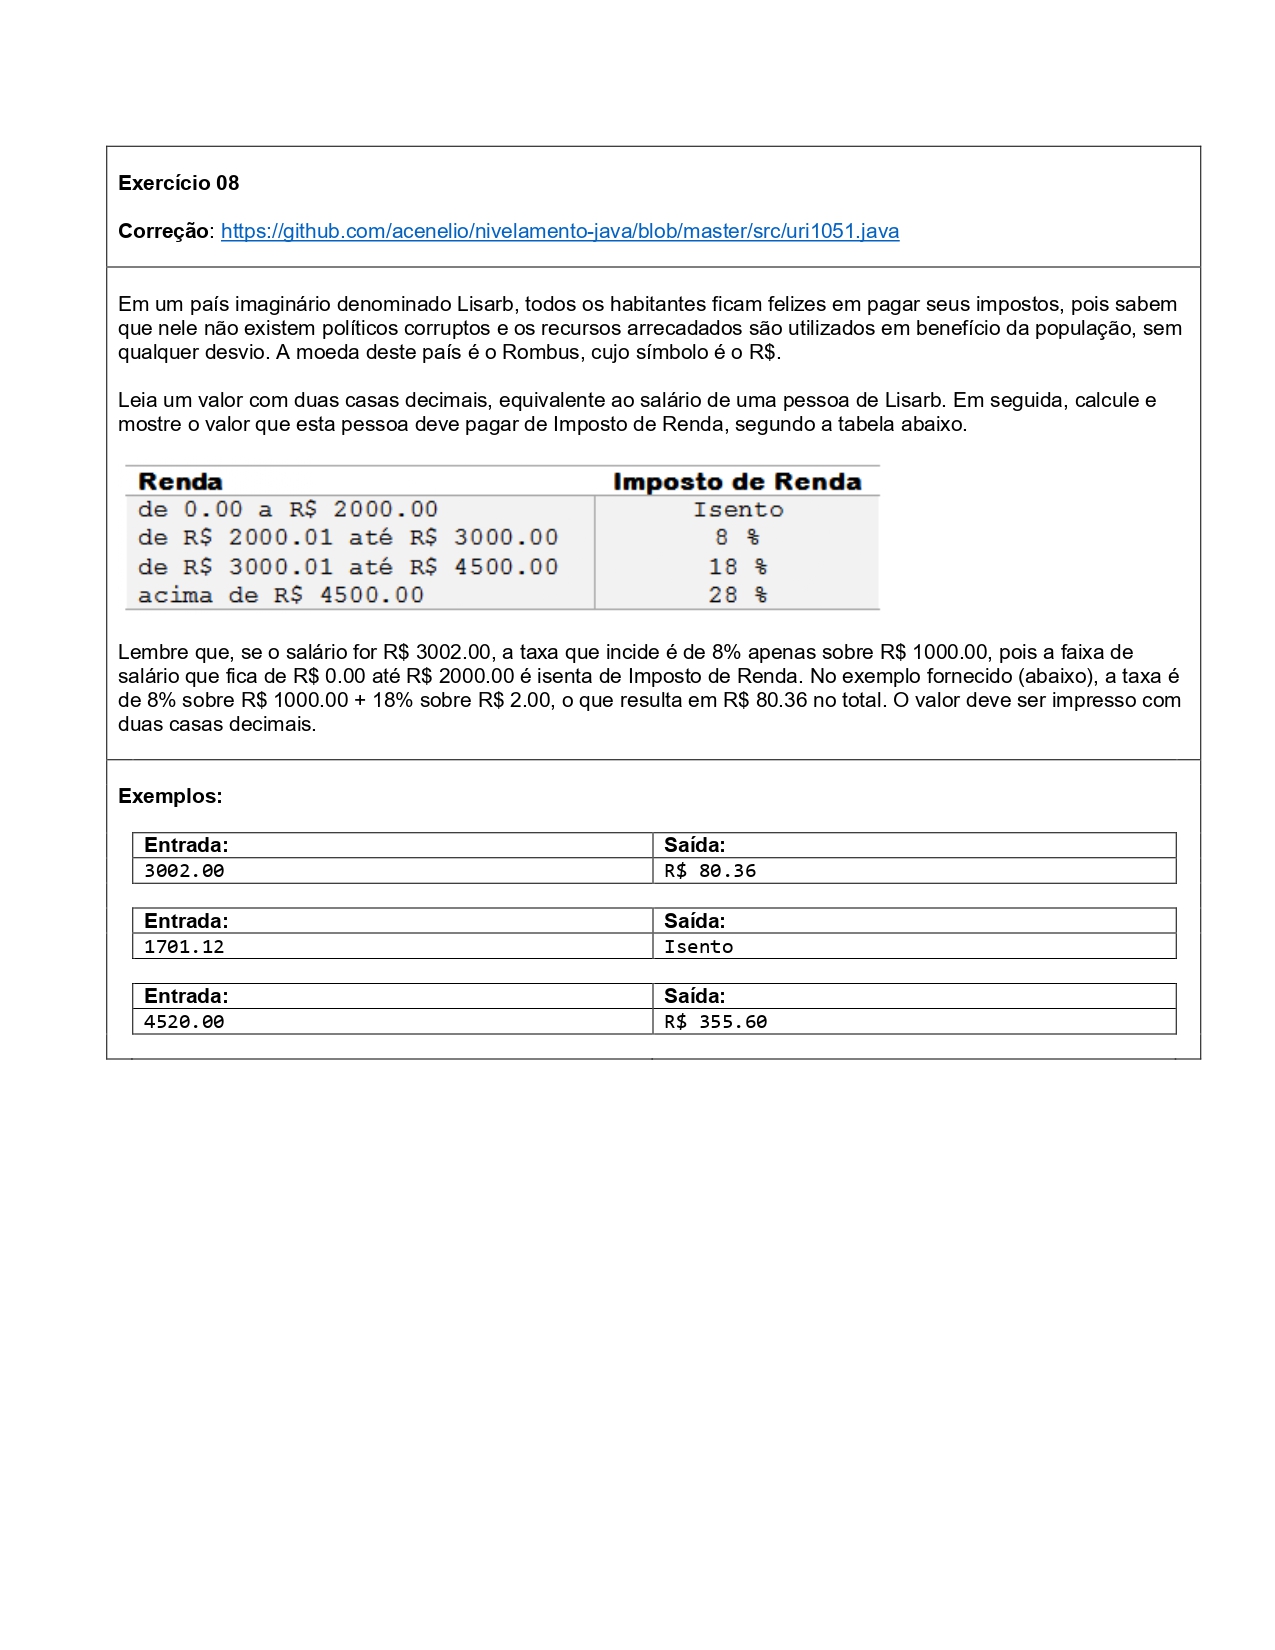 Exercício 08
Correção: https://github.com/acenelio/nivelamento-java/blob/master/src/uri1051.java
Em um país imaginário denominado Lisarb, todos os habitantes ficam felizes em pagar seus impostos, pois sabem
que nele não existem políticos corruptos e os recursos arrecadados são utilizados em benefício da população, sem
qualquer desvio. A moeda deste país é o Rombus, cujo símbolo é o R$.
Leia um valor com duas casas decimais, equivalente ao salário de uma pessoa de Lisarb. Em seguida, calcule e
mostre o valor que esta pessoa deve pagar de Imposto de Renda, segundo a tabela abaixo.
Renda Imposto de Renda
de 0.00 a R$ 2000.00 Isento
de R$ 2000.01 até R$ 3000.00 8 %
de R$ 3000.01 até R$ 4500.00 18 %
acima de R$ 4500.00 28 %
Lembre que, se o salário for R$ 3002.00, a taxa que incide é de 8% apenas sobre R$ 1000.00, pois a faixa de
salário que fica de R$ 0.00 até R$ 2000.00 é isenta de Imposto de Renda. No exemplo fornecido (abaixo), a taxa é
de 8% sobre R$ 1000.00 + 18% sobre R$ 2.00, o que resulta em R$ 80.36 no total. O valor deve ser impresso com
duas casas decimais.
Exemplos:
Entrada: Saída:
3002.00 R$ 80.36
Entrada: Saída:
1701.12 Isento
Entrada: Saída:
4520.00 R$ 355.60